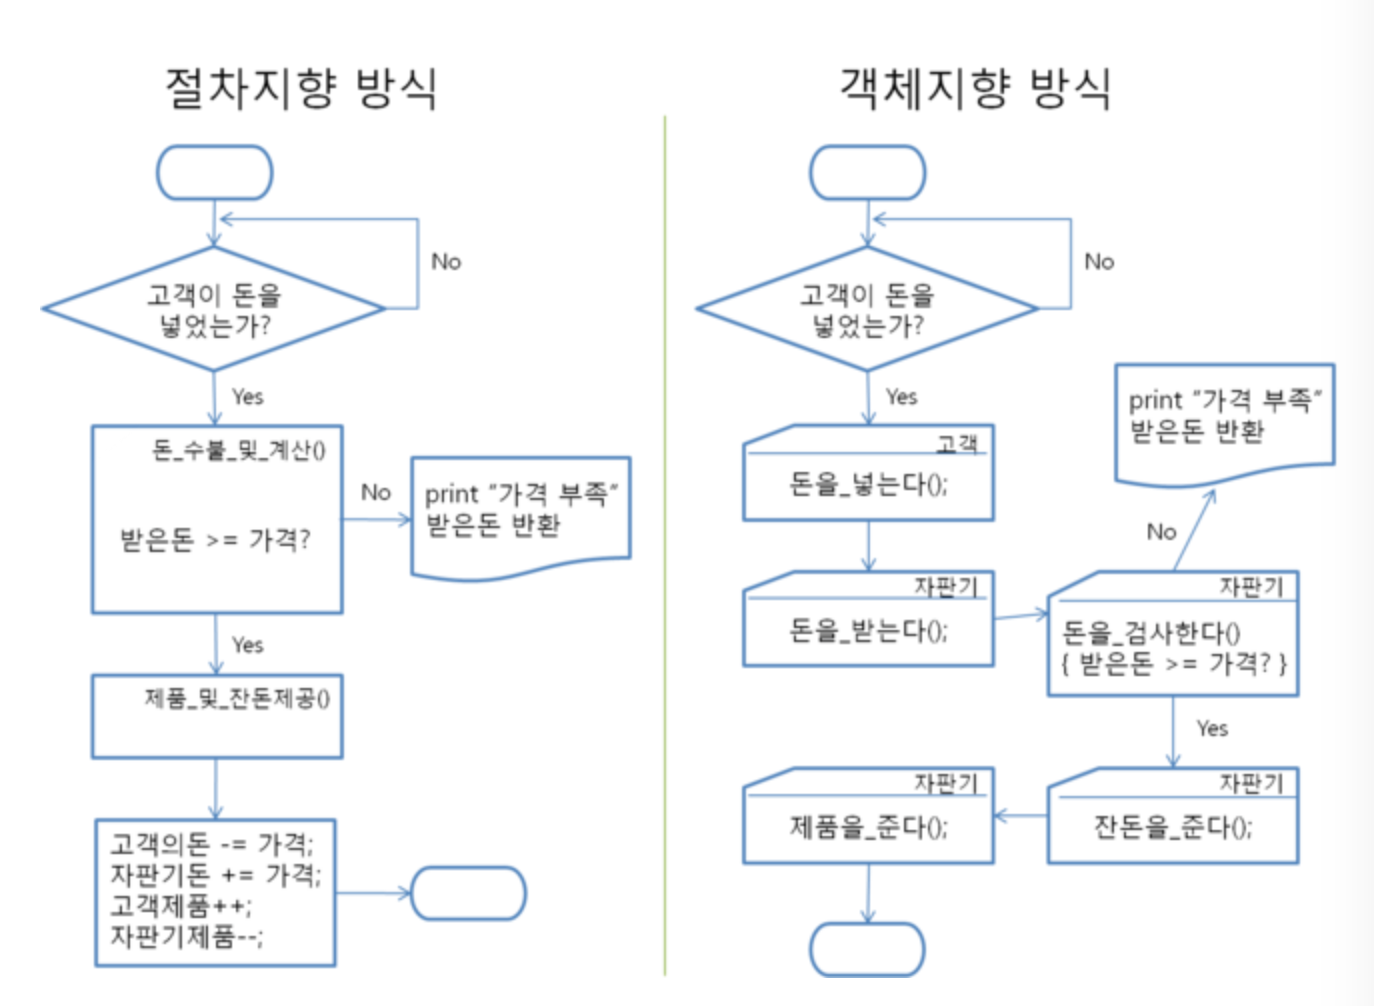 절차지향 방식
고객이 돈을
넣었는가?
No
Yes
돈_수불_및_계산()
받은돈 >= 가격?
No
print "가격 부족"
받은돈 반환
Yes
제품_및_잔돈제공()
고객의돈 -= 가격;
자판기돈 += 가격;
고객제품++;
자판기제품--;
객체지향 방식
고객이 돈을
넣었는가?
No
Yes
고객
돈을_넣는다();
자판기
돈을_받는다();
자판기
돈을_검사한다()
{ 받은돈 >= 가격? }
No
print "가격 부족"
받은돈 반환
Yes
자판기
잔돈을_준다();
자판기
제품을_준다();